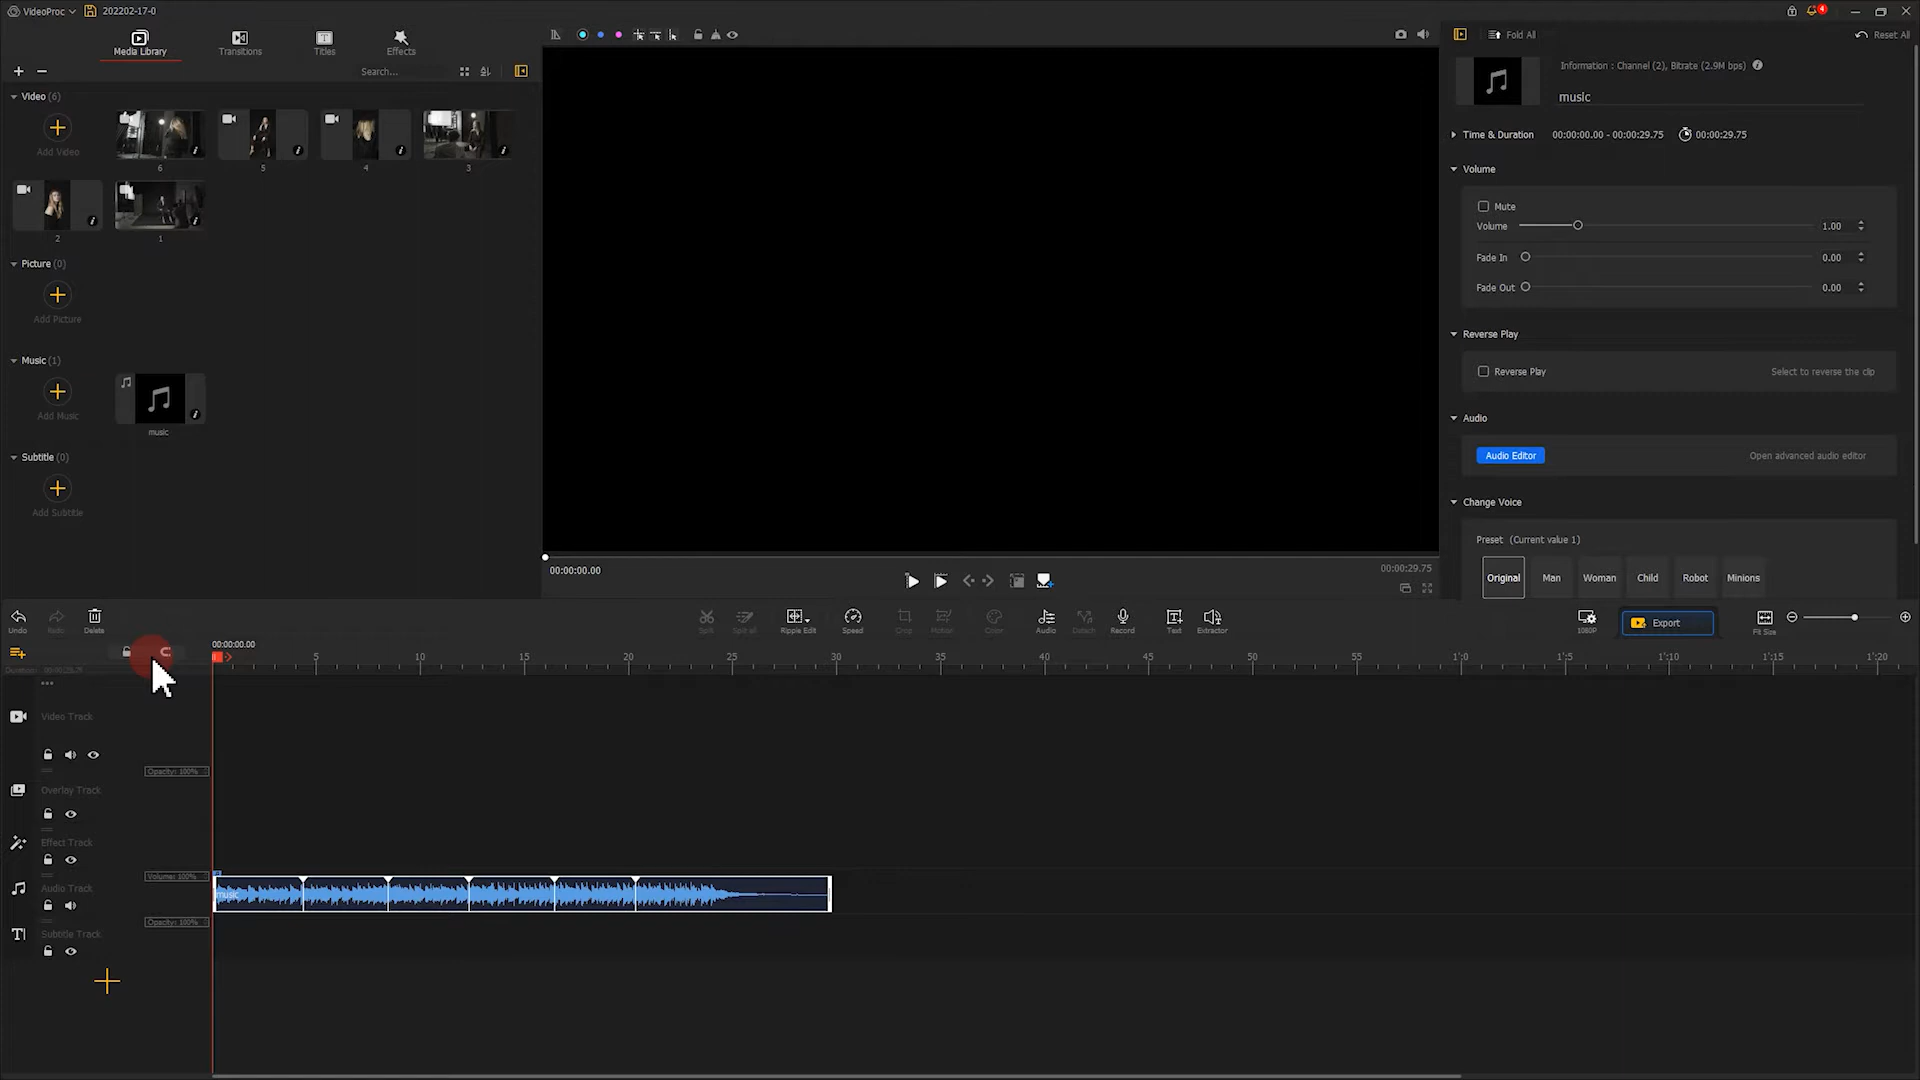 VideoProc
202202-17-0
4
Media Library
Transitions
Titles
Effects
Fold All
Reset All
Search...
Information : Channel (2), Bitrate (2.9M bps)
music
Video (6)
Add Video
6
5
4
3
2
1
Time & Duration
00:00:00.00 - 00:00:29.75
00:00:29.75
Volume
Mute
Volume
1.00
Fade In
0.00
Fade Out
0.00
Picture (0)
Add Picture
Reverse Play
Reverse Play
Select to reverse the clip
Music (1)
Add Music
music
Audio
Audio Editor
Open advanced audio editor
Subtitle (0)
Add Subtitle
Change Voice
Preset (Current value 1)
Original
Man
Woman
Child
Robot
Minions
00:00:00.00
00:00:29.75
Undo
Redo
Delete
Split
Split all
Ripple Edit
Speed
Crop
Motion
Color
Audio
Detach
Record
Text
Extractor
1080P
Export
Fit Size
00:00:00.00
5
10
15
20
25
30
35
40
45
50
55
1'0
1'5
1'10
1'15
1'20
Duration: 00:00:29.75
Video Track
Opacity: 100%
Overlay Track
Effect Track
Volume: 100%
Audio Track
music
Opacity: 100%
Subtitle Track